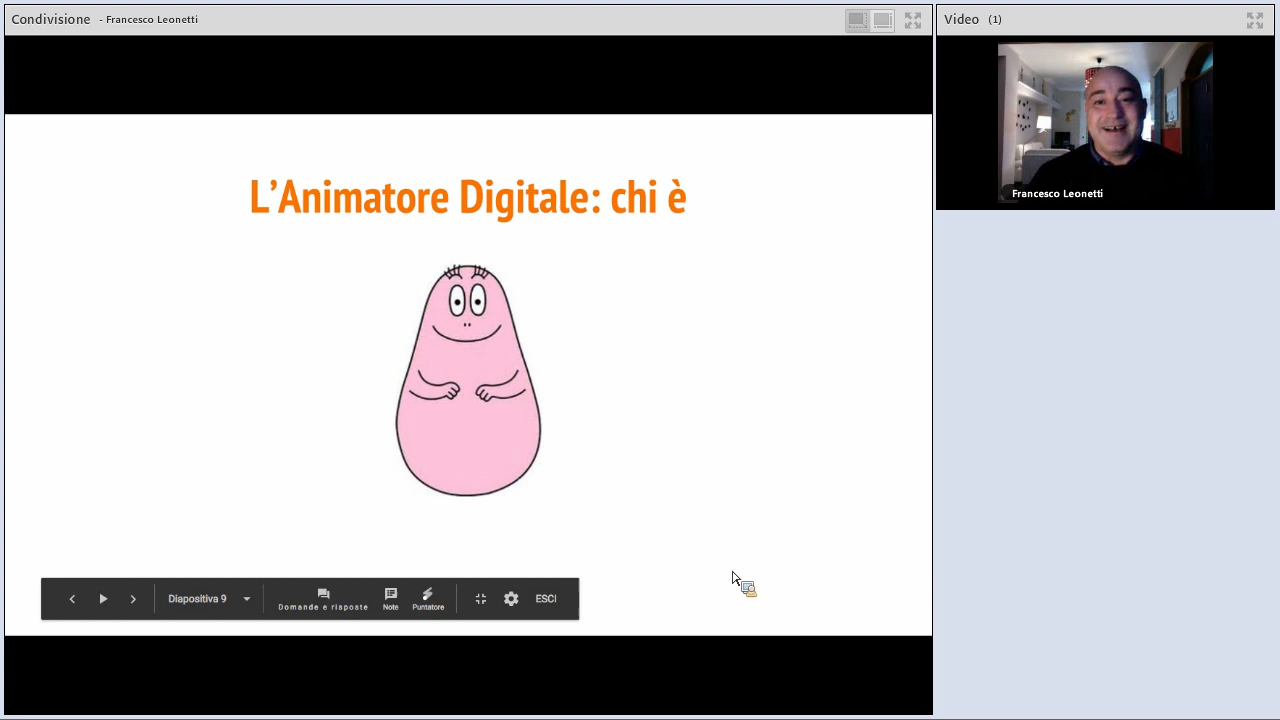 Condivisione - Francesco Leonetti
Video (1)
Francesco Leonetti
L’Animatore Digitale: chi è
Diapositiva 9
Domande e risposte
Note
Puntatore
ESCI